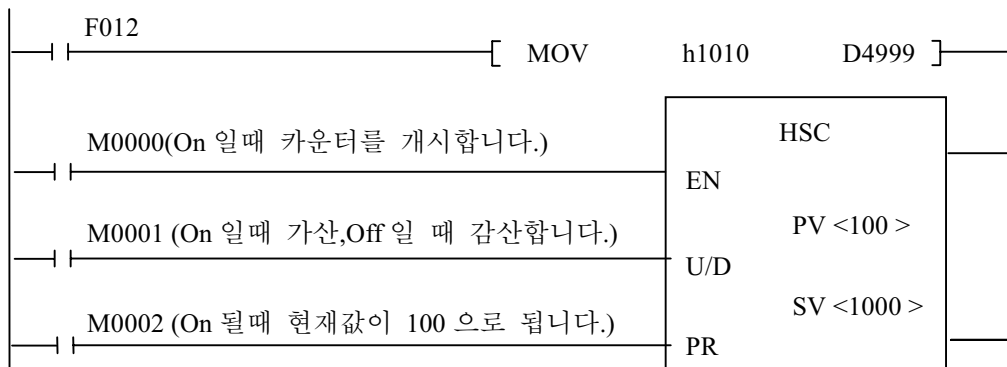 F012
MOV h1010 D4999
HSC
M0000(On 일때 카운터를 개시합니다.)
EN
PV <100 >
M0001 (On 일때 가산,Off 일 때 감산합니다.)
U/D
SV <1000 >
M0002 (On 될때 현재값이 100 으로 됩니다.)
PR